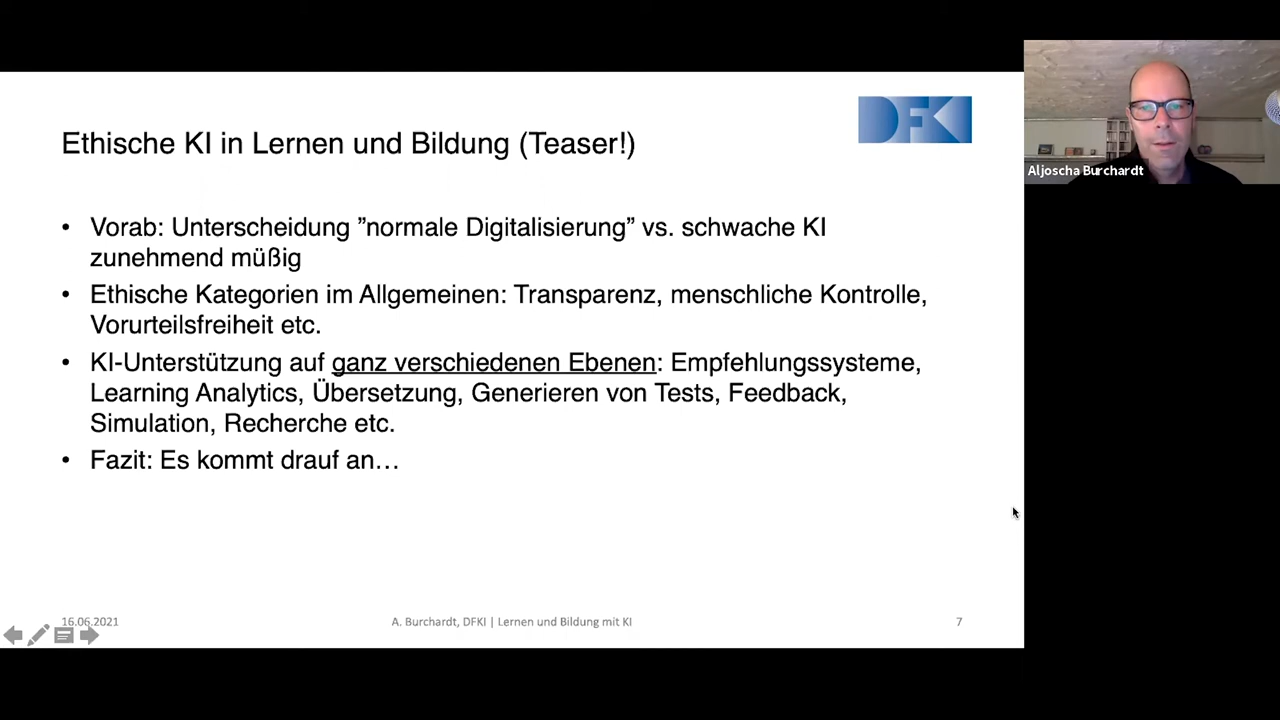 Ethische KI in Lernen und Bildung (Teaser!)
DFKI
Aljoscha Burchardt
• Vorab: Unterscheidung ”normale Digitalisierung” vs. schwache KI
zunehmend müßig
• Ethische Kategorien im Allgemeinen: Transparenz, menschliche Kontrolle,
Vorurteilsfreiheit etc.
• KI-Unterstützung auf ganz verschiedenen Ebenen: Empfehlungssysteme,
Learning Analytics, Übersetzung, Generieren von Tests, Feedback,
Simulation, Recherche etc.
• Fazit: Es kommt drauf an…
16.06.2021
A. Burchardt, DFKI | Lernen und Bildung mit KI
7